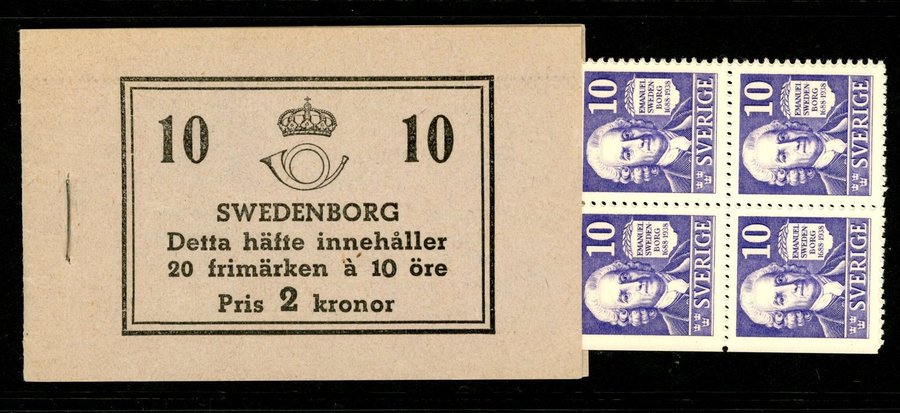 10 10
SWEDENBORG
Detta häfte innehåller
20 frimärken à 10 öre
Pris 2 kronor
10
EMANUEL
SWEDEN
BORG
1688-1938
SVERIGE
10
EMANUEL
SWEDEN
BORG
1688-1938
SVERIGE
10
EMANUEL
SWEDEN
BORG
1688-1938
SVERIGE
10
EMANUEL
SWEDEN
BORG
1688-1938
SVERIGE